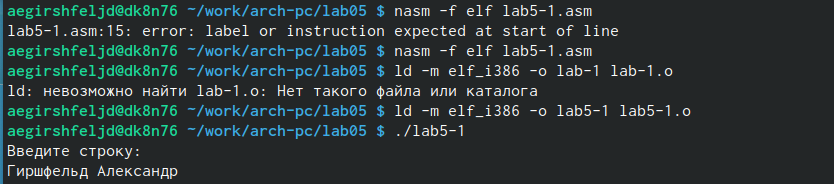 aegirshfeljd@dk8n76 ~/work/arch-pc/lab05 $ nasm -f elf lab5-1.asm
lab5-1.asm:15: error: label or instruction expected at start of line
aegirshfeljd@dk8n76 ~/work/arch-pc/lab05 $ nasm -f elf lab5-1.asm
aegirshfeljd@dk8n76 ~/work/arch-pc/lab05 $ ld -m elf_i386 -o lab-1 lab-1.o
ld: невозможно найти lab-1.o: Нет такого файла или каталога
aegirshfeljd@dk8n76 ~/work/arch-pc/lab05 $ ld -m elf_i386 -o lab5-1 lab5-1.o
aegirshfeljd@dk8n76 ~/work/arch-pc/lab05 $ ./lab5-1
Введите строку:
Гиршфельд Александр